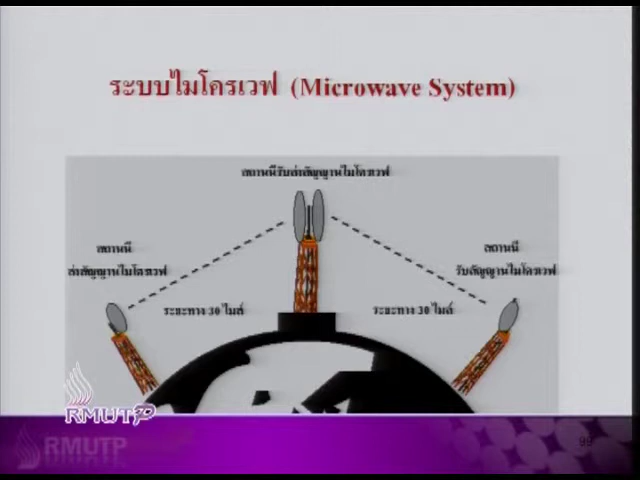 ระบบไมโครเวฟ (Microwave System)
สถานีรับส่งสัญญาณไมโครเวฟ
สถานี
ส่งสัญญาณไมโครเวฟ
สถานี
รับสัญญาณไมโครเวฟ
ระยะทาง 30 ไมล์
ระยะทาง 30 ไมล์
RMUTP
RMUTP